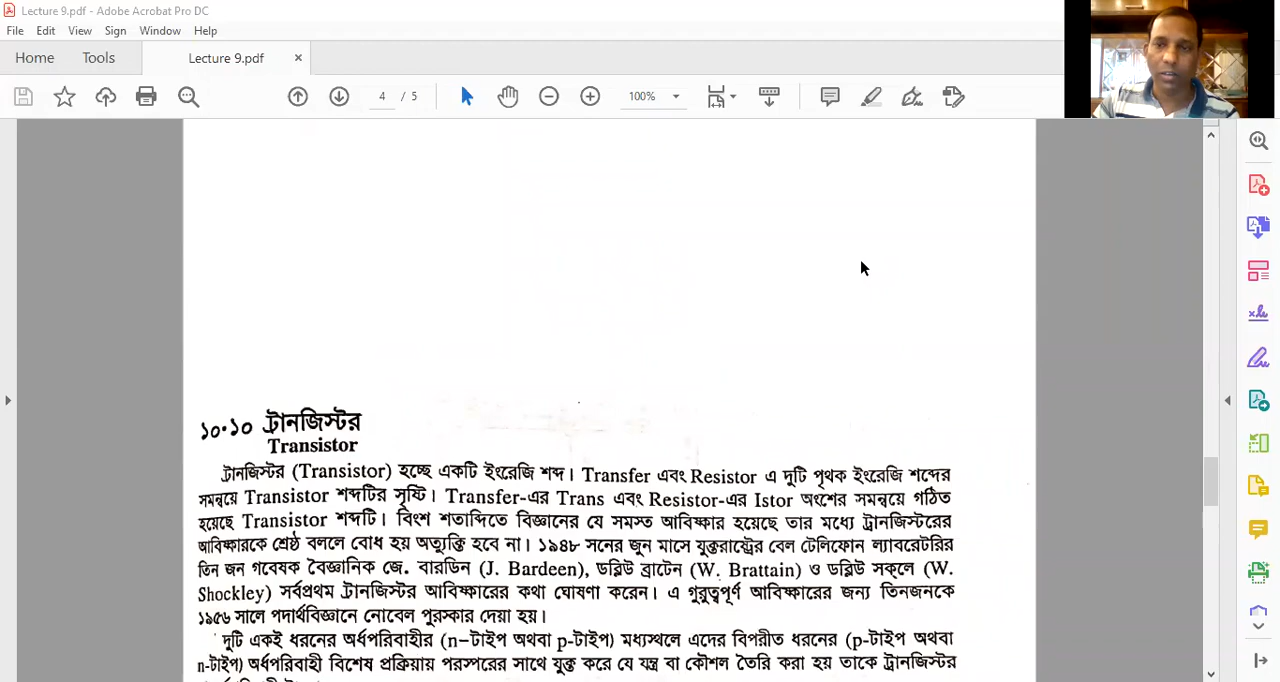 Lecture 9.pdf - Adobe Acrobat Pro DC
File Edit View Sign Window Help
Home Tools Lecture 9.pdf ×
4 / 5 100%
১০·১০ ট্রানজিস্টর
Transistor
ট্রানজিস্টর (Transistor) হচ্ছে একটি ইংরেজি শব্দ। Transfer এবং Resistor এ দুটি পৃথক ইংরেজি শব্দের
সমন্বয়ে Transistor শব্দটির সৃষ্টি। Transfer-এর Trans এবং Resistor-এর Istor অংশের সমন্বয়ে গঠিত
হয়েছে Transistor শব্দটি। বিংশ শতাব্দিতে বিজ্ঞানের যে সমস্ত আবিষ্কার হয়েছে তার মধ্যে ট্রানজিস্টরের
আবিষ্কারকে শ্রেষ্ঠ বললে বোধ হয় অত্যুক্তি হবে না। ১৯৪৮ সনের জুন মাসে যুক্তরাষ্ট্রের বেল টেলিফোন ল্যাবরেটরির
তিন জন গবেষক বৈজ্ঞানিক জে. বারডিন (J. Bardeen), ডব্লিউ ব্রাটেন (W. Brattain) ও ডব্লিউ সক্‌লে (W.
Shockley) সর্বপ্রথম ট্রানজিস্টর আবিষ্কারের কথা ঘোষণা করেন। এ গুরুত্বপূর্ণ আবিষ্কারের জন্য তিনজনকে
১৯৫৬ সালে পদার্থবিজ্ঞানে নোবেল পুরস্কার দেয়া হয়।
দুটি একই ধরনের অর্ধপরিবাহীর (n–টাইপ অথবা p-টাইপ) মধ্যস্থলে এদের বিপরীত ধরনের (p-টাইপ অথবা
n-টাইপ) অর্ধপরিবাহী বিশেষ প্রক্রিয়ায় পরস্পরের সাথে যুক্ত করে যে যন্ত্র বা কৌশল তৈরি করা হয় তাকে ট্রানজিস্টর